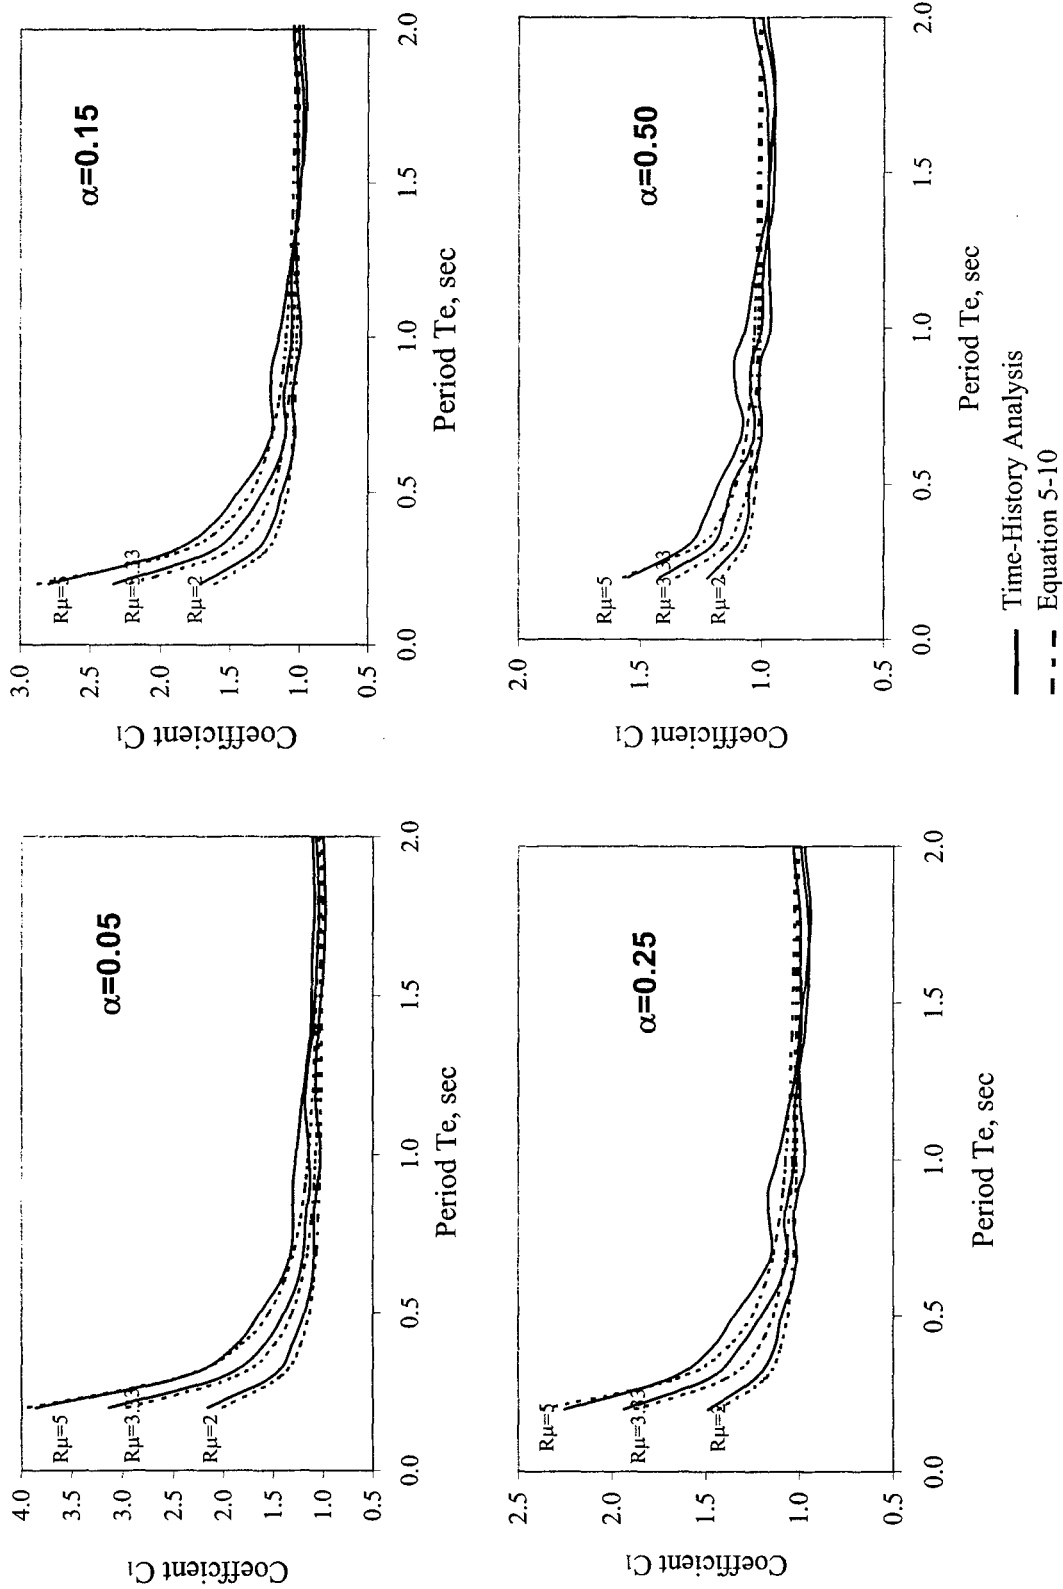 4.0
3.5
3.0
2.5
2.0
1.5
1.0
0.5
Coefficient C1
α=0.05
Rμ=5
Rμ=3.33
Rμ=2
0.0
0.5
1.0
1.5
2.0
Period Te, sec
3.0
2.5
2.0
1.5
1.0
0.5
Coefficient C1
α=0.15
Rμ=5
Rμ=3.33
Rμ=2
0.0
0.5
1.0
1.5
2.0
Period Te, sec
2.5
2.0
1.5
1.0
0.5
Coefficient C1
α=0.25
Rμ=5
Rμ=3.33
Rμ=2
0.0
0.5
1.0
1.5
2.0
Period Te, sec
2.0
1.5
1.0
0.5
Coefficient C1
α=0.50
Rμ=5
Rμ=3.33
Rμ=2
0.0
0.5
1.0
1.5
2.0
Period Te, sec
Time-History Analysis
Equation 5-10